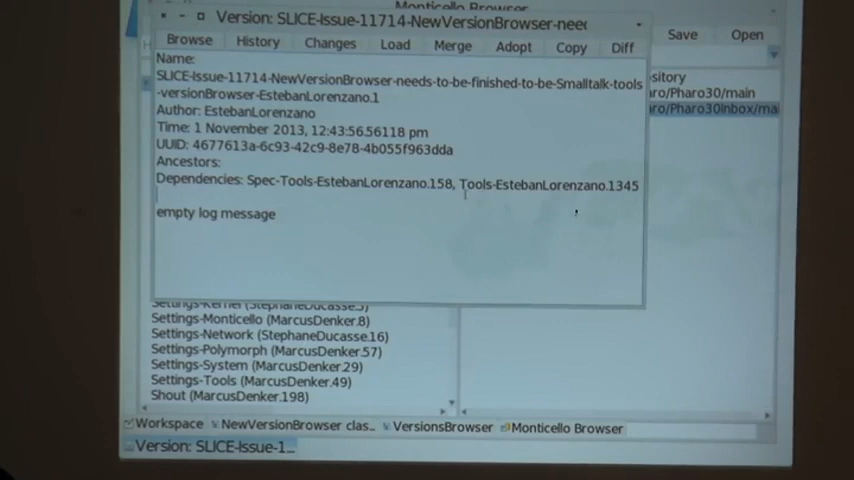 Monticello Browser
Version: SLICE-Issue-11714-NewVersionBrowser-need
Save Open
Browse History Changes Load Merge Adopt Copy Diff
Name:
SLICE-Issue-11714-NewVersionBrowser-needs-to-be-finished-to-be-Smalltalk-tools
-versionBrowser-EstebanLorenzano.1
Author: EstebanLorenzano
Time: 1 November 2013, 12:43:56.56118 pm
UUID: 4677613a-6c93-42c9-8e78-4b055f963dda
Ancestors:
Dependencies: Spec-Tools-EstebanLorenzano.158, Tools-EstebanLorenzano.1345
empty log message
sitory
aro/Pharo30/main
aro/Pharo30Inbox/ma
Settings-Kernel (StephaneDucasse.5)
Settings-Monticello (MarcusDenker.8)
Settings-Network (StephaneDucasse.16)
Settings-Polymorph (MarcusDenker.57)
Settings-System (MarcusDenker.29)
Settings-Tools (MarcusDenker.49)
Shout (MarcusDenker.198)
Workspace NewVersionBrowser clas... VersionsBrowser Monticello Browser
Version: SLICE-Issue-1...